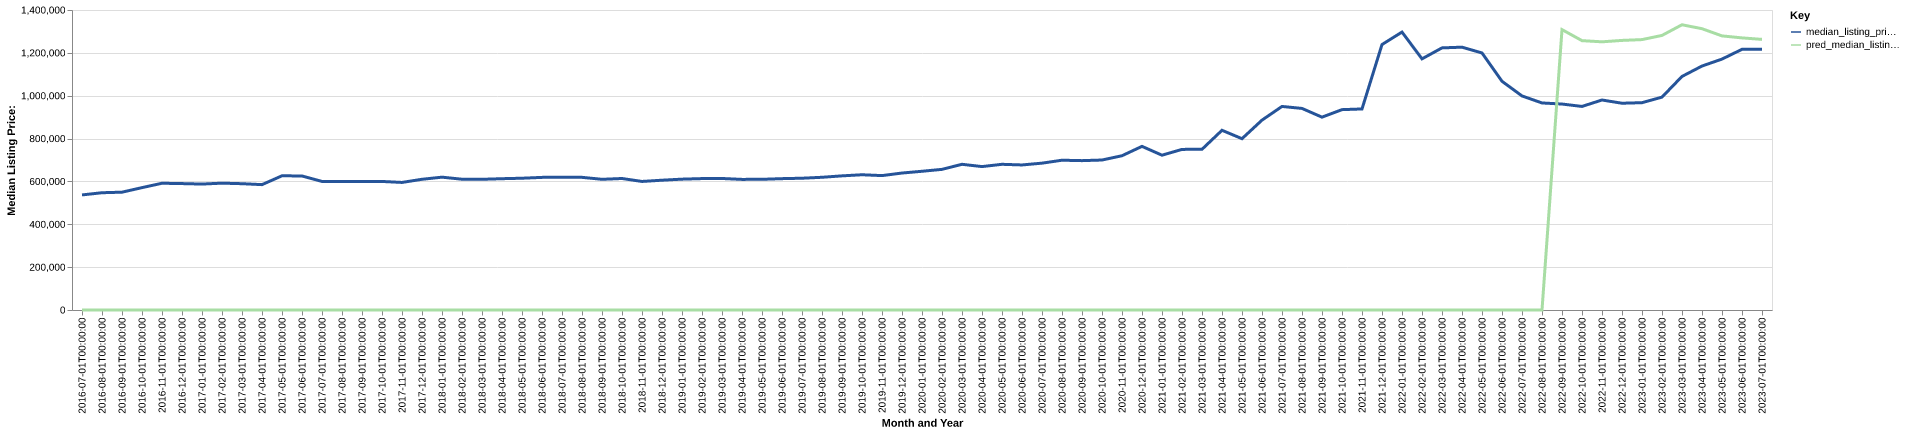 1,400,000
1,200,000
1,000,000
800,000
600,000
400,000
200,000
0
Median Listing Price:
2016-07-01T00:00:00
2016-08-01T00:00:00
2016-09-01T00:00:00
2016-10-01T00:00:00
2016-11-01T00:00:00
2016-12-01T00:00:00
2017-01-01T00:00:00
2017-02-01T00:00:00
2017-03-01T00:00:00
2017-04-01T00:00:00
2017-05-01T00:00:00
2017-06-01T00:00:00
2017-07-01T00:00:00
2017-08-01T00:00:00
2017-09-01T00:00:00
2017-10-01T00:00:00
2017-11-01T00:00:00
2017-12-01T00:00:00
2018-01-01T00:00:00
2018-02-01T00:00:00
2018-03-01T00:00:00
2018-04-01T00:00:00
2018-05-01T00:00:00
2018-06-01T00:00:00
2018-07-01T00:00:00
2018-08-01T00:00:00
2018-09-01T00:00:00
2018-10-01T00:00:00
2018-11-01T00:00:00
2018-12-01T00:00:00
2019-01-01T00:00:00
2019-02-01T00:00:00
2019-03-01T00:00:00
2019-04-01T00:00:00
2019-05-01T00:00:00
2019-06-01T00:00:00
2019-07-01T00:00:00
2019-08-01T00:00:00
2019-09-01T00:00:00
2019-10-01T00:00:00
2019-11-01T00:00:00
2019-12-01T00:00:00
2020-01-01T00:00:00
2020-02-01T00:00:00
2020-03-01T00:00:00
2020-04-01T00:00:00
2020-05-01T00:00:00
2020-06-01T00:00:00
2020-07-01T00:00:00
2020-08-01T00:00:00
2020-09-01T00:00:00
2020-10-01T00:00:00
2020-11-01T00:00:00
2020-12-01T00:00:00
2021-01-01T00:00:00
2021-02-01T00:00:00
2021-03-01T00:00:00
2021-04-01T00:00:00
2021-05-01T00:00:00
2021-06-01T00:00:00
2021-07-01T00:00:00
2021-08-01T00:00:00
2021-09-01T00:00:00
2021-10-01T00:00:00
2021-11-01T00:00:00
2021-12-01T00:00:00
2022-01-01T00:00:00
2022-02-01T00:00:00
2022-03-01T00:00:00
2022-04-01T00:00:00
2022-05-01T00:00:00
2022-06-01T00:00:00
2022-07-01T00:00:00
2022-08-01T00:00:00
2022-09-01T00:00:00
2022-10-01T00:00:00
2022-11-01T00:00:00
2022-12-01T00:00:00
2023-01-01T00:00:00
2023-02-01T00:00:00
2023-03-01T00:00:00
2023-04-01T00:00:00
2023-05-01T00:00:00
2023-06-01T00:00:00
2023-07-01T00:00:00
Month and Year
Key
median_listing_pri…
pred_median_listin…